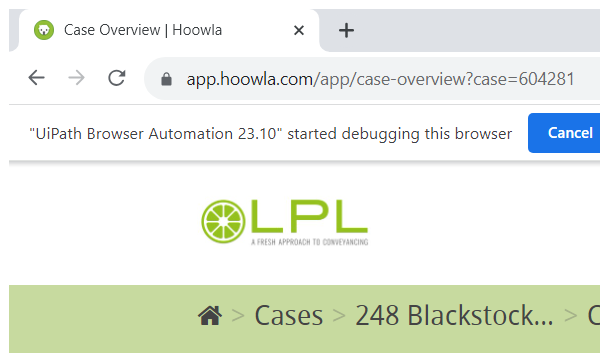 Case Overview | Hoowla
app.hoowla.com/app/case-overview?case=604281
"UiPath Browser Automation 23.10" started debugging this browser Cancel
LPL
A FRESH APPROACH TO CONVEYANCING
> Cases > 248 Blackstock... > C